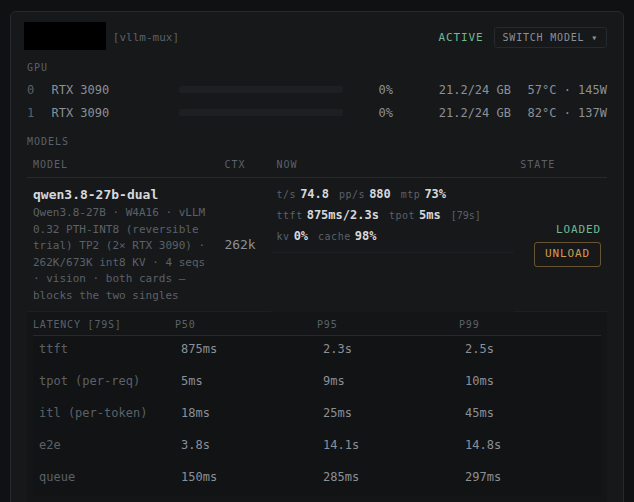 [vllm-mux] ACTIVE SWITCH MODEL ▾
GPU
0 RTX 3090 0% 21.2/24 GB 57°C · 145W
1 RTX 3090 0% 21.2/24 GB 82°C · 137W
MODELS
MODEL CTX NOW STATE
qwen3.8-27b-dual
Qwen3.8-27B · W4A16 · vLLM
0.32 PTH-INT8 (reversible
trial) TP2 (2× RTX 3090) ·
262K/673K int8 KV · 4 seqs
· vision · both cards —
blocks the two singles
262k
t/s 74.8 pp/s 880 mtp 73%
ttft 875ms/2.3s tpot 5ms [79s]
kv 0% cache 98%
LOADED
UNLOAD
LATENCY [79S] P50 P95 P99
ttft 875ms 2.3s 2.5s
tpot (per-req) 5ms 9ms 10ms
itl (per-token) 18ms 25ms 45ms
e2e 3.8s 14.1s 14.8s
queue 150ms 285ms 297ms